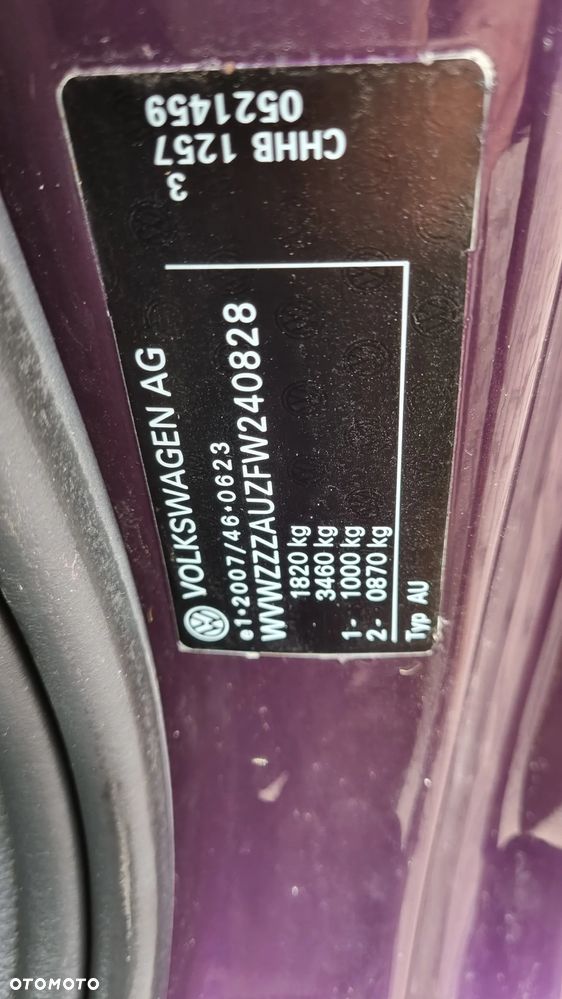 VOLKSWAGEN AG
e1*2007/46*0623
WVWZZZAUZFW240828
1820 kg
3460 kg
1- 1000 kg
2- 0870 kg
Typ AU
3
CHHB 1257
0521459
OTOMOTO